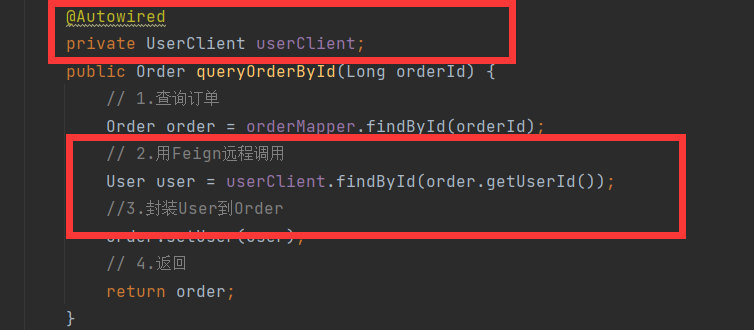 @Autowired
private UserClient userClient;
public Order queryOrderById(Long orderId) {
// 1.查询订单
Order order = orderMapper.findById(orderId);
// 2.用Feign远程调用
User user = userClient.findById(order.getUserId());
//3.封装User到Order
order.setUser(user);
// 4.返回
return order;
}